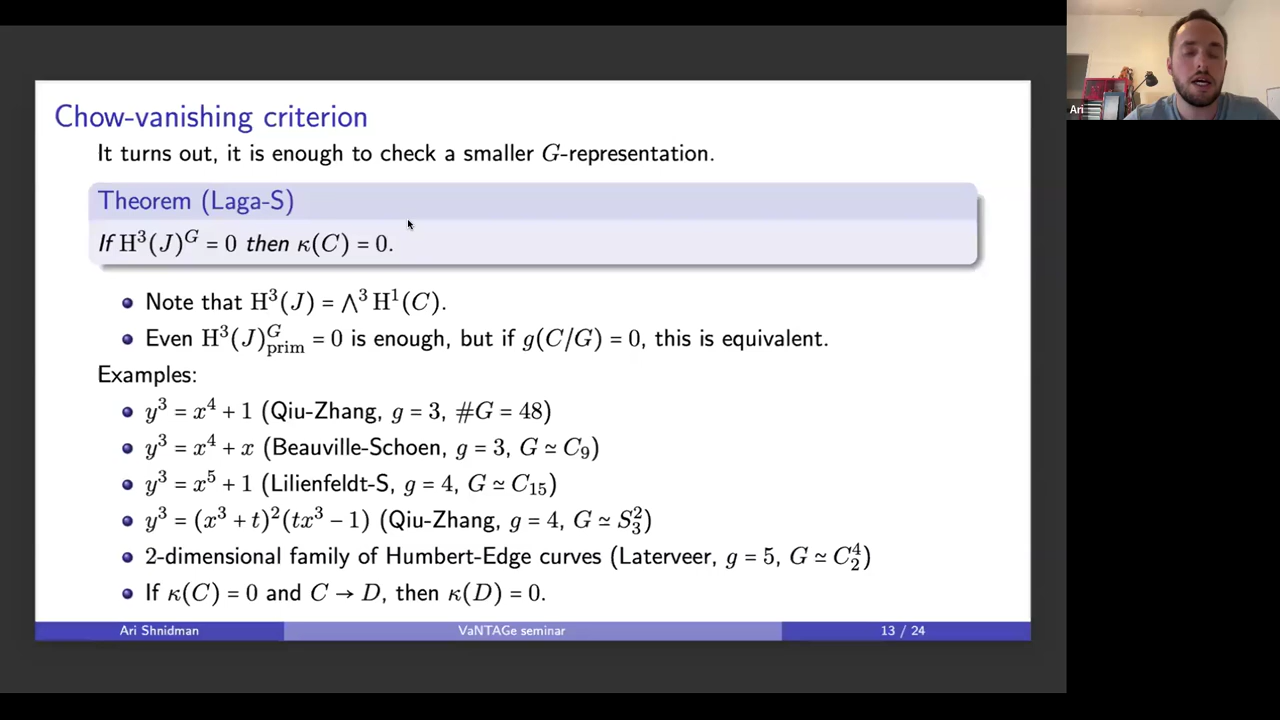 Chow-vanishing criterion
It turns out, it is enough to check a smaller G-representation.
Theorem (Laga-S)
If H³(J)ᴳ = 0 then κ(C) = 0.
Note that H³(J) = ⋀³ H¹(C).
Even H³(J)ᴳ_prim = 0 is enough, but if g(C/G) = 0, this is equivalent.
Examples:
y³ = x⁴ + 1 (Qiu-Zhang, g = 3, #G = 48)
y³ = x⁴ + x (Beauville-Schoen, g = 3, G ≃ C₉)
y³ = x⁵ + 1 (Lilienfeldt-S, g = 4, G ≃ C₁₅)
y³ = (x³ + t)²(tx³ − 1) (Qiu-Zhang, g = 4, G ≃ S₃²)
2-dimensional family of Humbert-Edge curves (Laterveer, g = 5, G ≃ C₂⁴)
If κ(C) = 0 and C → D, then κ(D) = 0.
Ari Shnidman VaNTAGe seminar 13 / 24
Ari